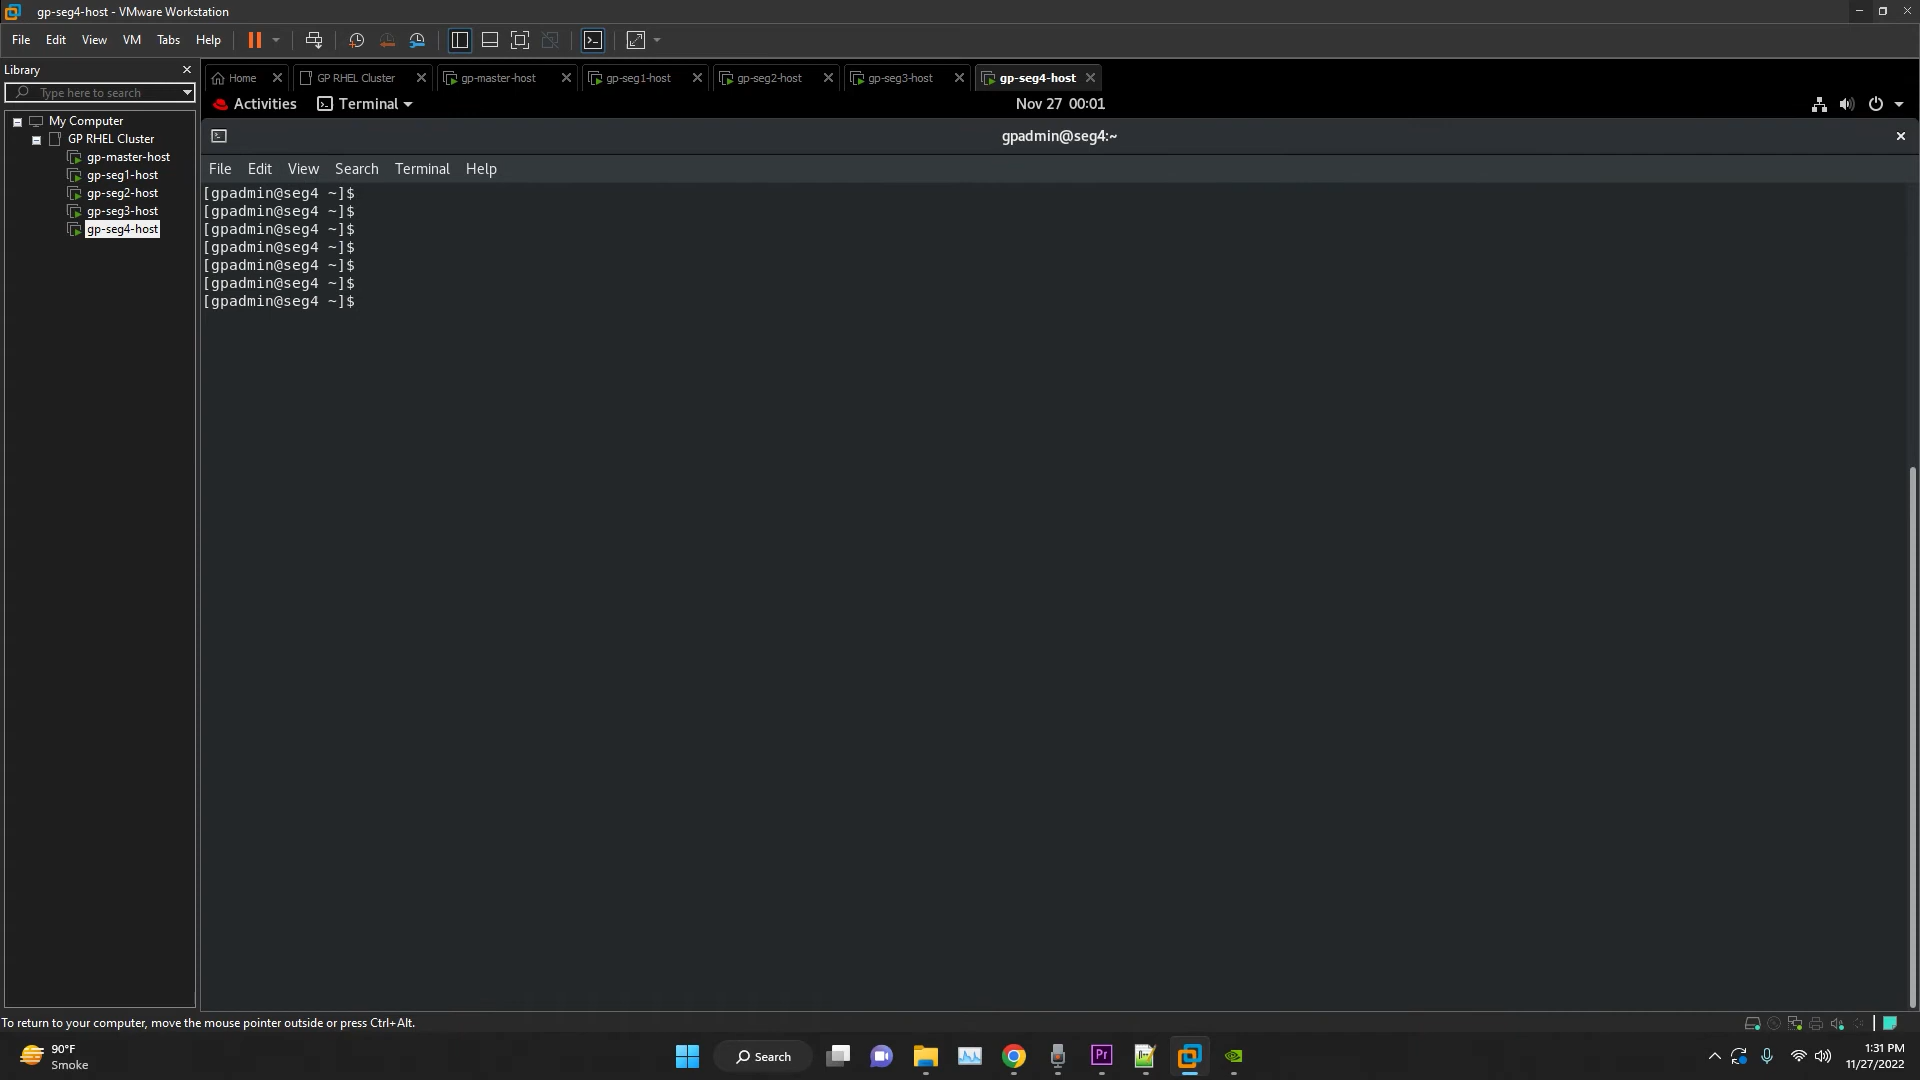 gp-seg4-host - VMware Workstation
File Edit View VM Tabs Help
Library
Type here to search
My Computer
GP RHEL Cluster
gp-master-host
gp-seg1-host
gp-seg2-host
gp-seg3-host
gp-seg4-host
Home GP RHEL Cluster gp-master-host gp-seg1-host gp-seg2-host gp-seg3-host gp-seg4-host
Activities Terminal Nov 27 00:01
gpadmin@seg4:~
File Edit View Search Terminal Help
[gpadmin@seg4 ~]$
[gpadmin@seg4 ~]$
[gpadmin@seg4 ~]$
[gpadmin@seg4 ~]$
[gpadmin@seg4 ~]$
[gpadmin@seg4 ~]$
[gpadmin@seg4 ~]$
To return to your computer, move the mouse pointer outside or press Ctrl+Alt.
90°F
Smoke
Search
Pr
1:31 PM
11/27/2022